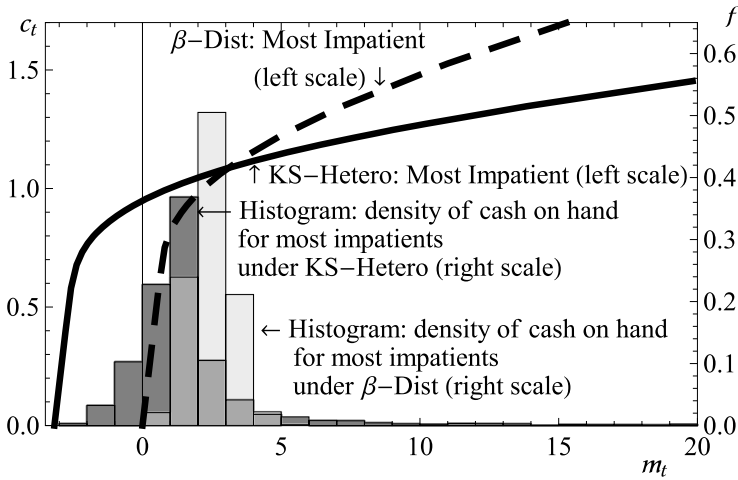 c_t
f
β−Dist: Most Impatient
(left scale) ↓
1.5
1.0
0.5
0.0
↑ KS−Hetero: Most Impatient (left scale)
← Histogram: density of cash on hand
for most impatients
under KS−Hetero (right scale)
← Histogram: density of cash on hand
for most impatients
under β−Dist (right scale)
0.6
0.5
0.4
0.3
0.2
0.1
0.0
0 5 10 15 20
m_t